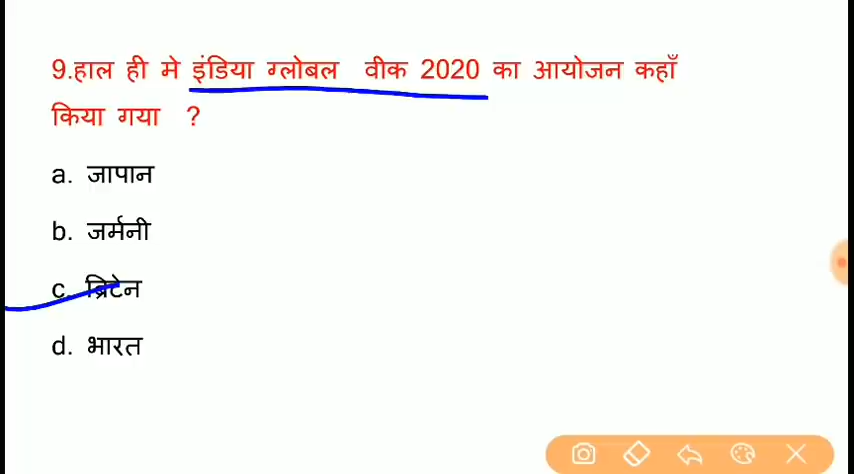 9.हाल ही मे इंडिया ग्लोबल वीक 2020 का आयोजन कहाँ
किया गया ?
a. जापान
b. जर्मनी
c. ब्रिटेन
d. भारत